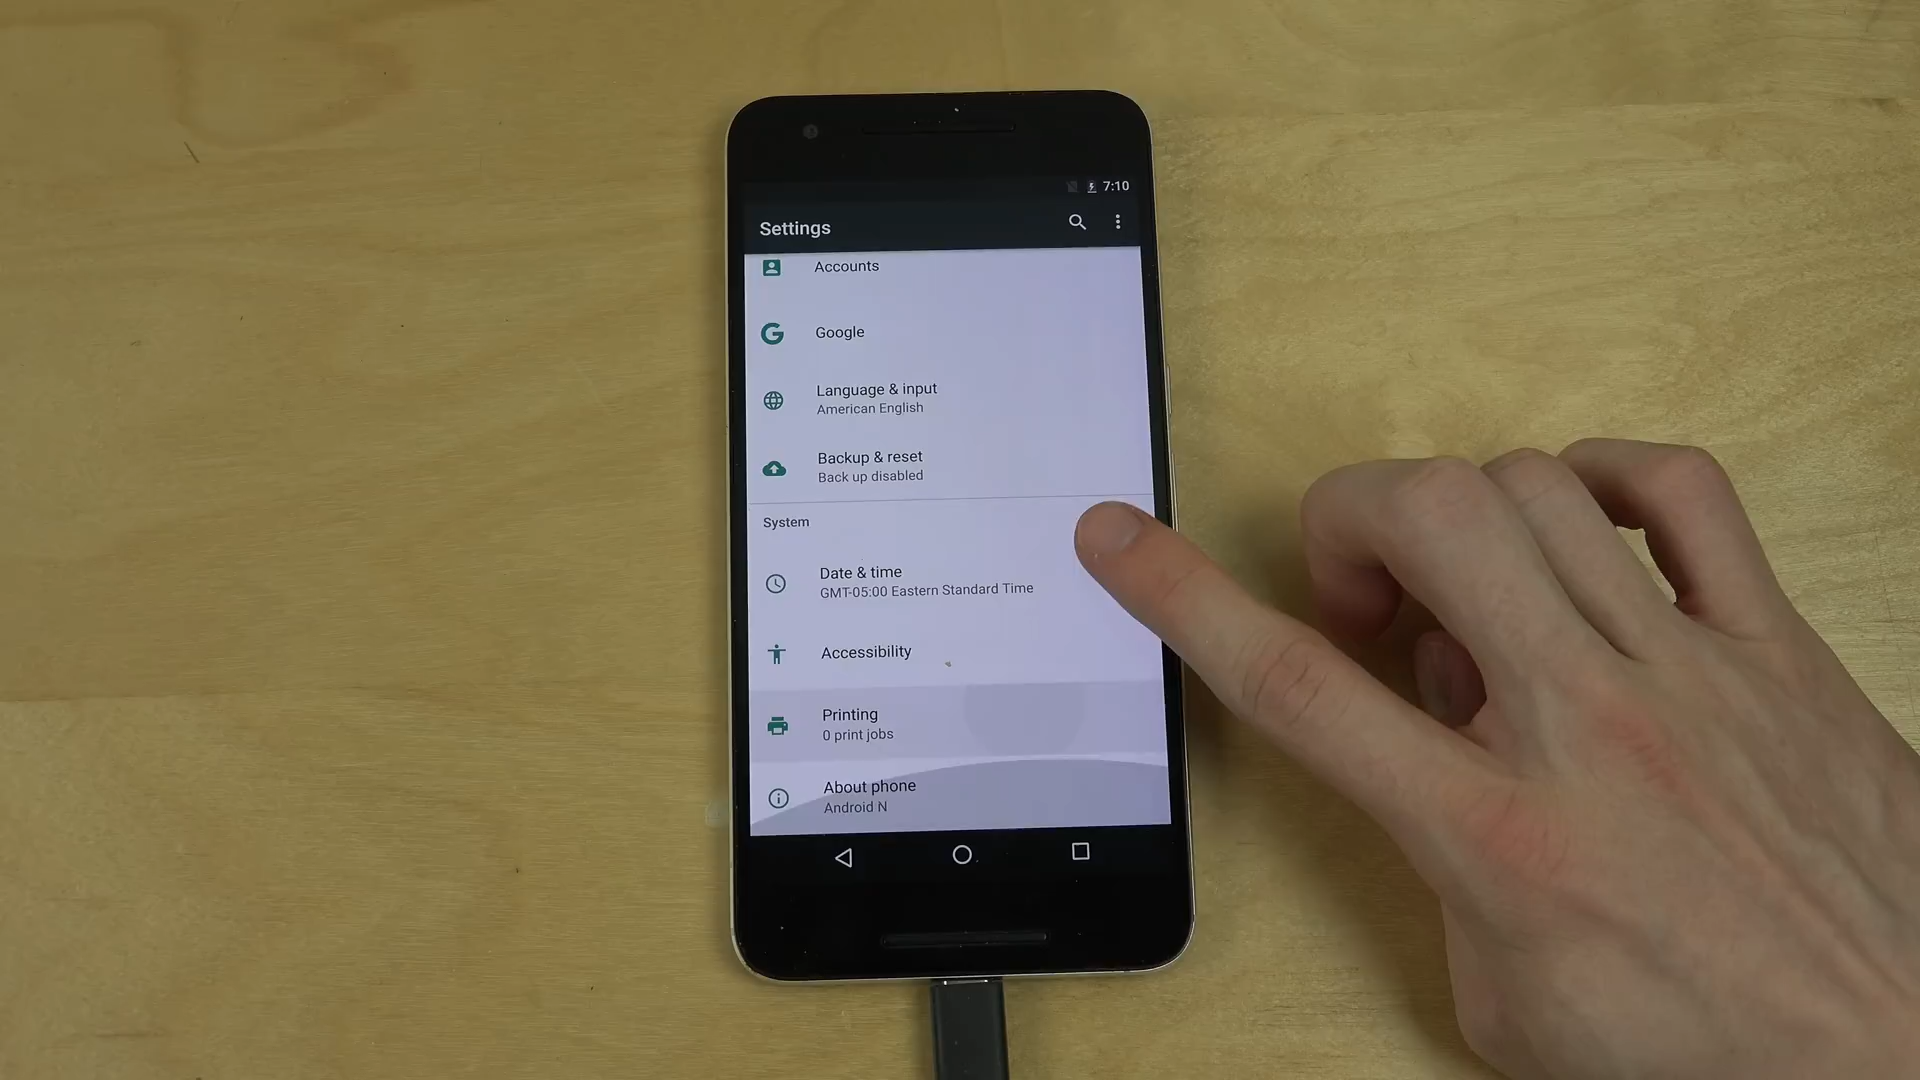 7:10
Settings
Accounts
Google
Language & input
American English
Backup & reset
Back up disabled
System
Date & time
GMT-05:00 Eastern Standard Time
Accessibility
Printing
0 print jobs
About phone
Android N